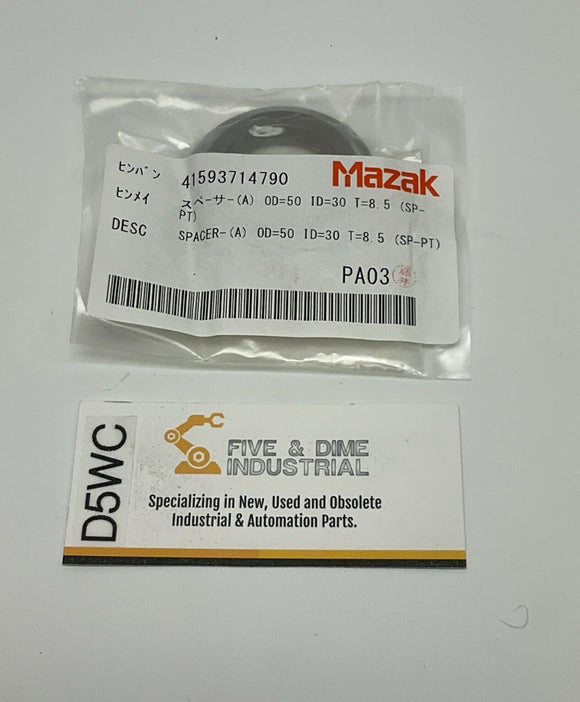 ヒンバン 41593714790 Mazak
ヒンメイ スペーサ-(A) OD=50 ID=30 T=8.5 (SP-
PT)
DESC SPACER-(A) OD=50 ID=30 T=8.5 (SP-PT)
PA03
D5WC
FIVE & DIME
INDUSTRIAL
Specializing in New, Used and Obsolete
Industrial & Automation Parts.